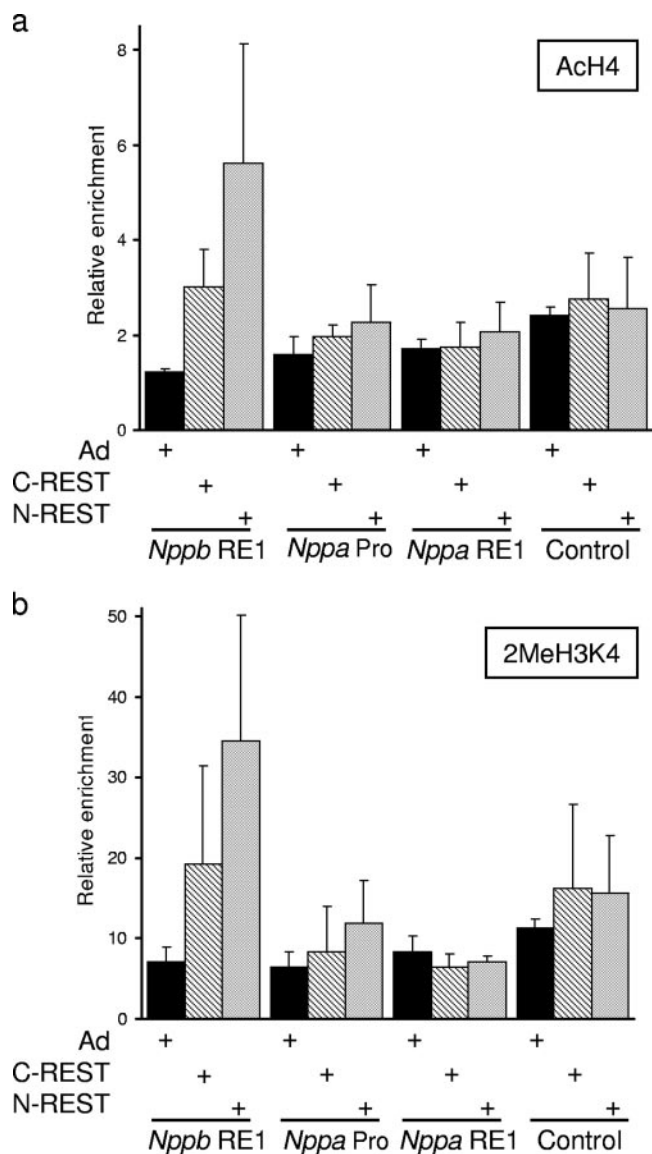 a
AcH4
8
6
4
2
0
Relative enrichment
Ad + + + +
C-REST + + + +
N-REST + + + +
Nppb RE1 Nppa Pro Nppa RE1 Control
b
2MeH3K4
50
40
30
20
10
0
Relative enrichment
Ad + + + +
C-REST + + + +
N-REST + + + +
Nppb RE1 Nppa Pro Nppa RE1 Control